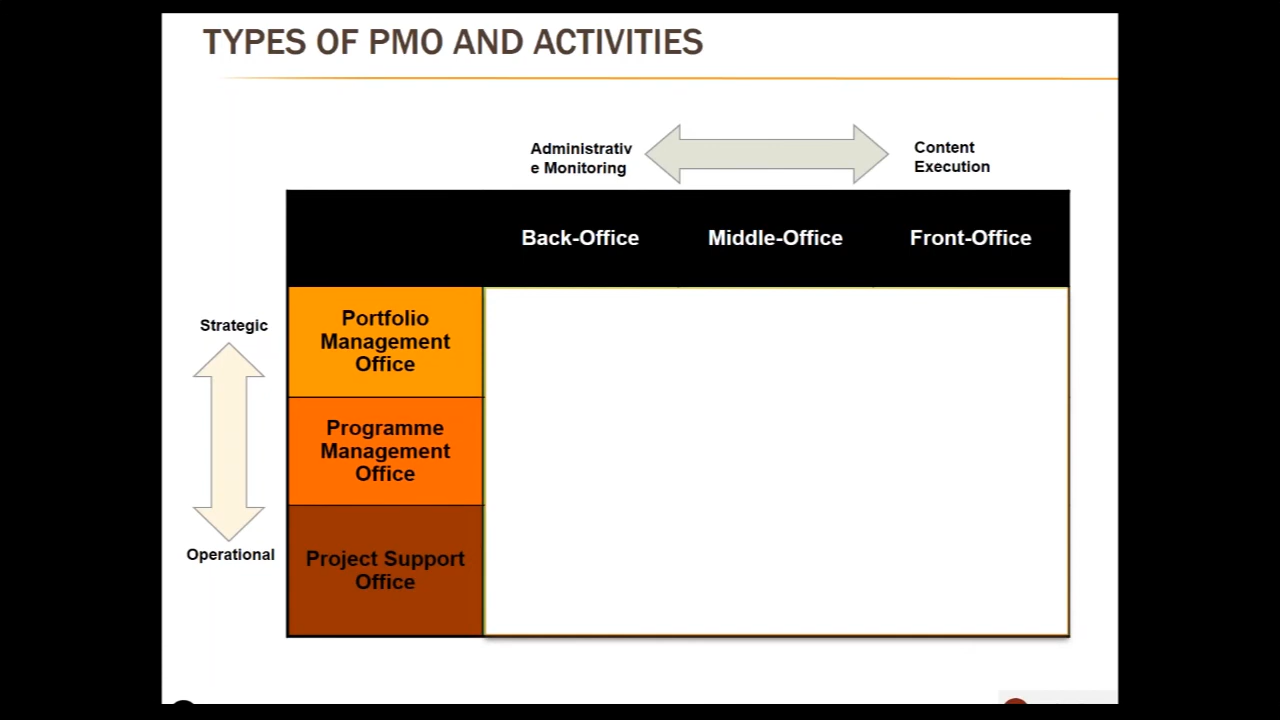 TYPES OF PMO AND ACTIVITIES
Administrativ
e Monitoring
Content
Execution
Back-Office
Middle-Office
Front-Office
Strategic
Portfolio
Management
Office
Programme
Management
Office
Operational
Project Support
Office